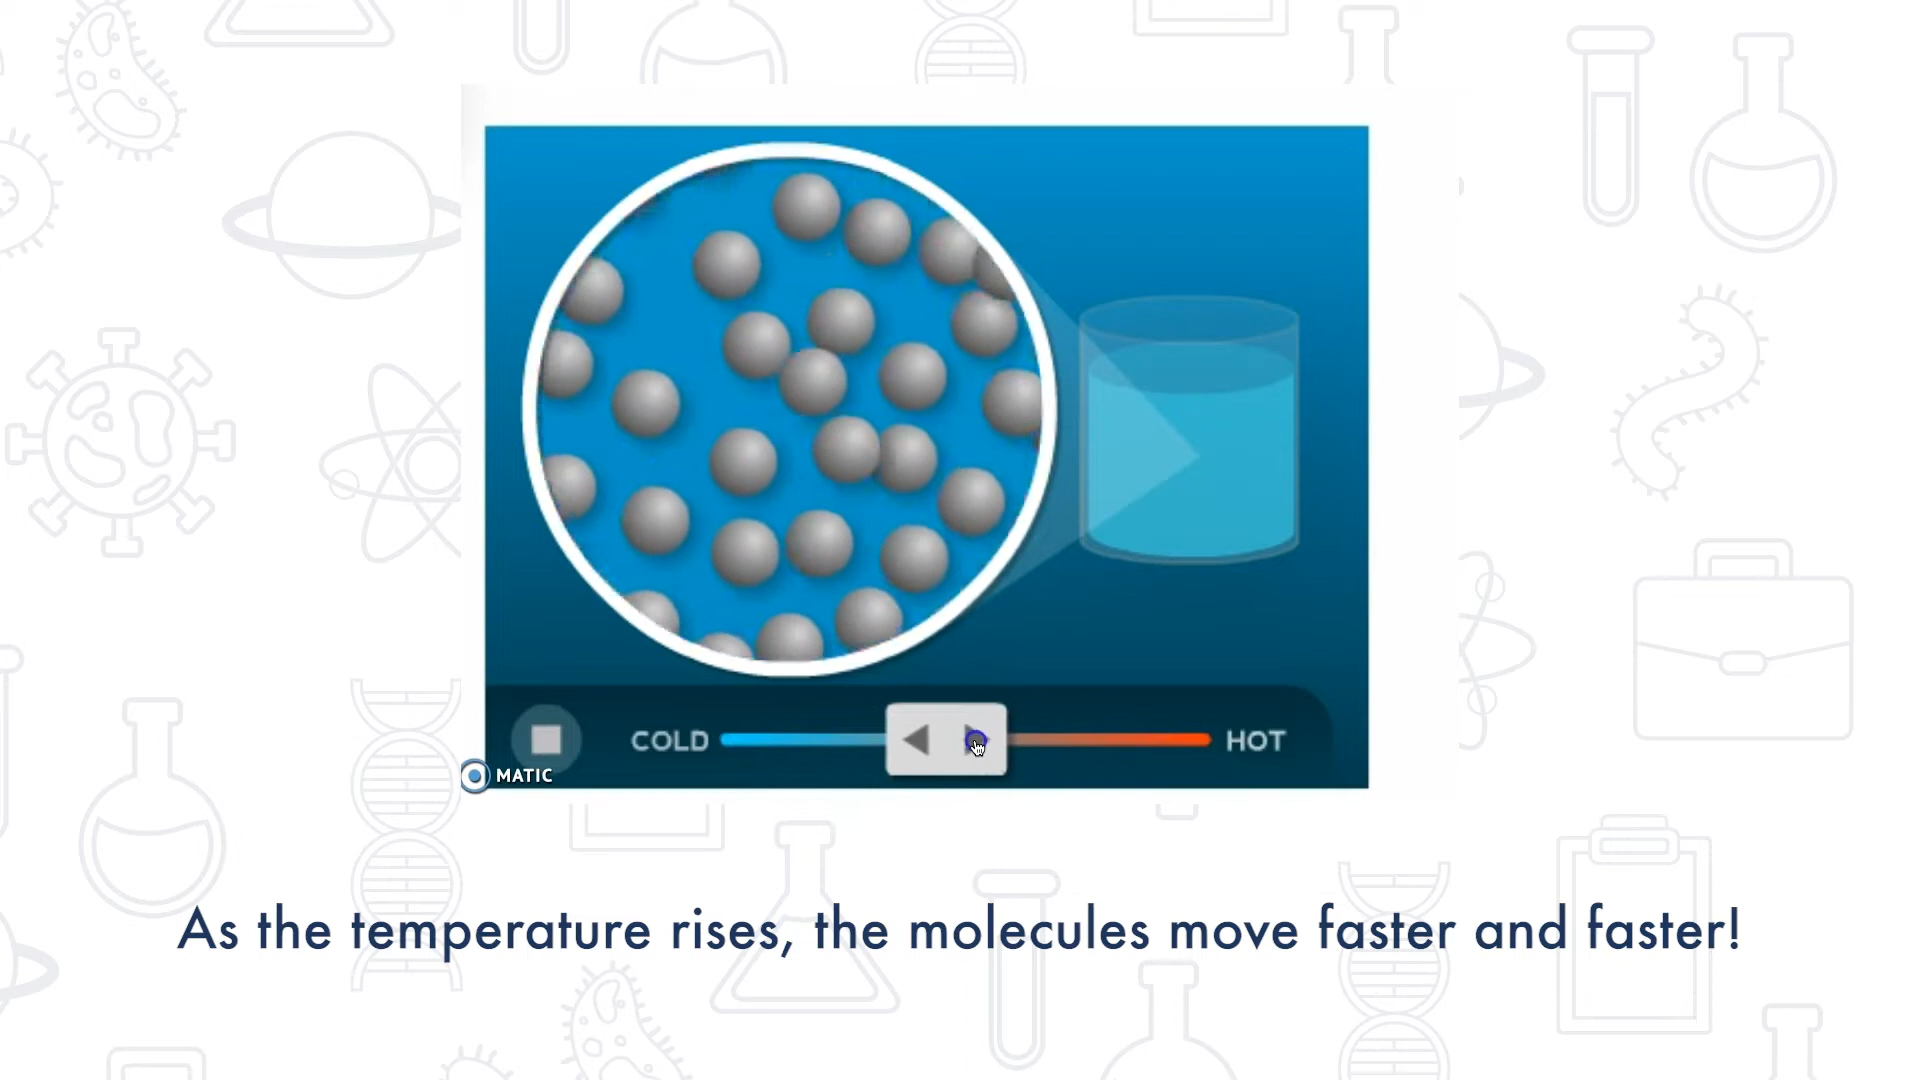 COLD HOT
MATIC
As the temperature rises, the molecules move faster and faster!